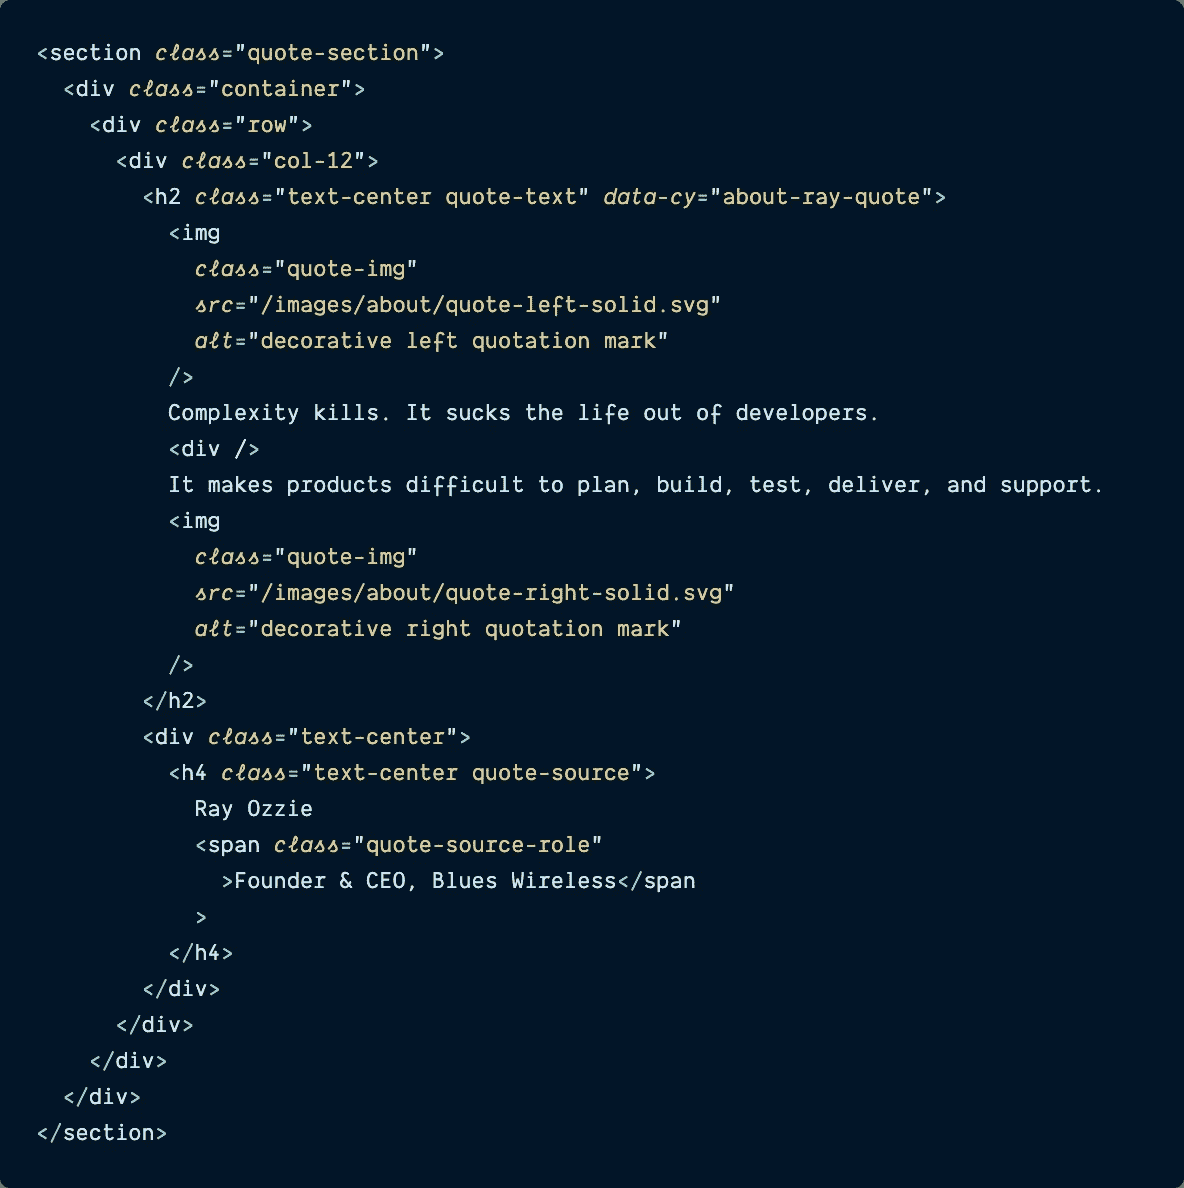 <section class="quote-section">
  <div class="container">
    <div class="row">
      <div class="col-12">
        <h2 class="text-center quote-text" data-cy="about-ray-quote">
          <img
            class="quote-img"
            src="/images/about/quote-left-solid.svg"
            alt="decorative left quotation mark"
          />
          Complexity kills. It sucks the life out of developers.
          <div />
          It makes products difficult to plan, build, test, deliver, and support.
          <img
            class="quote-img"
            src="/images/about/quote-right-solid.svg"
            alt="decorative right quotation mark"
          />
        </h2>
        <div class="text-center">
          <h4 class="text-center quote-source">
            Ray Ozzie
            <span class="quote-source-role"
              >Founder & CEO, Blues Wireless</span
            >
          </h4>
        </div>
      </div>
    </div>
  </div>
</section>